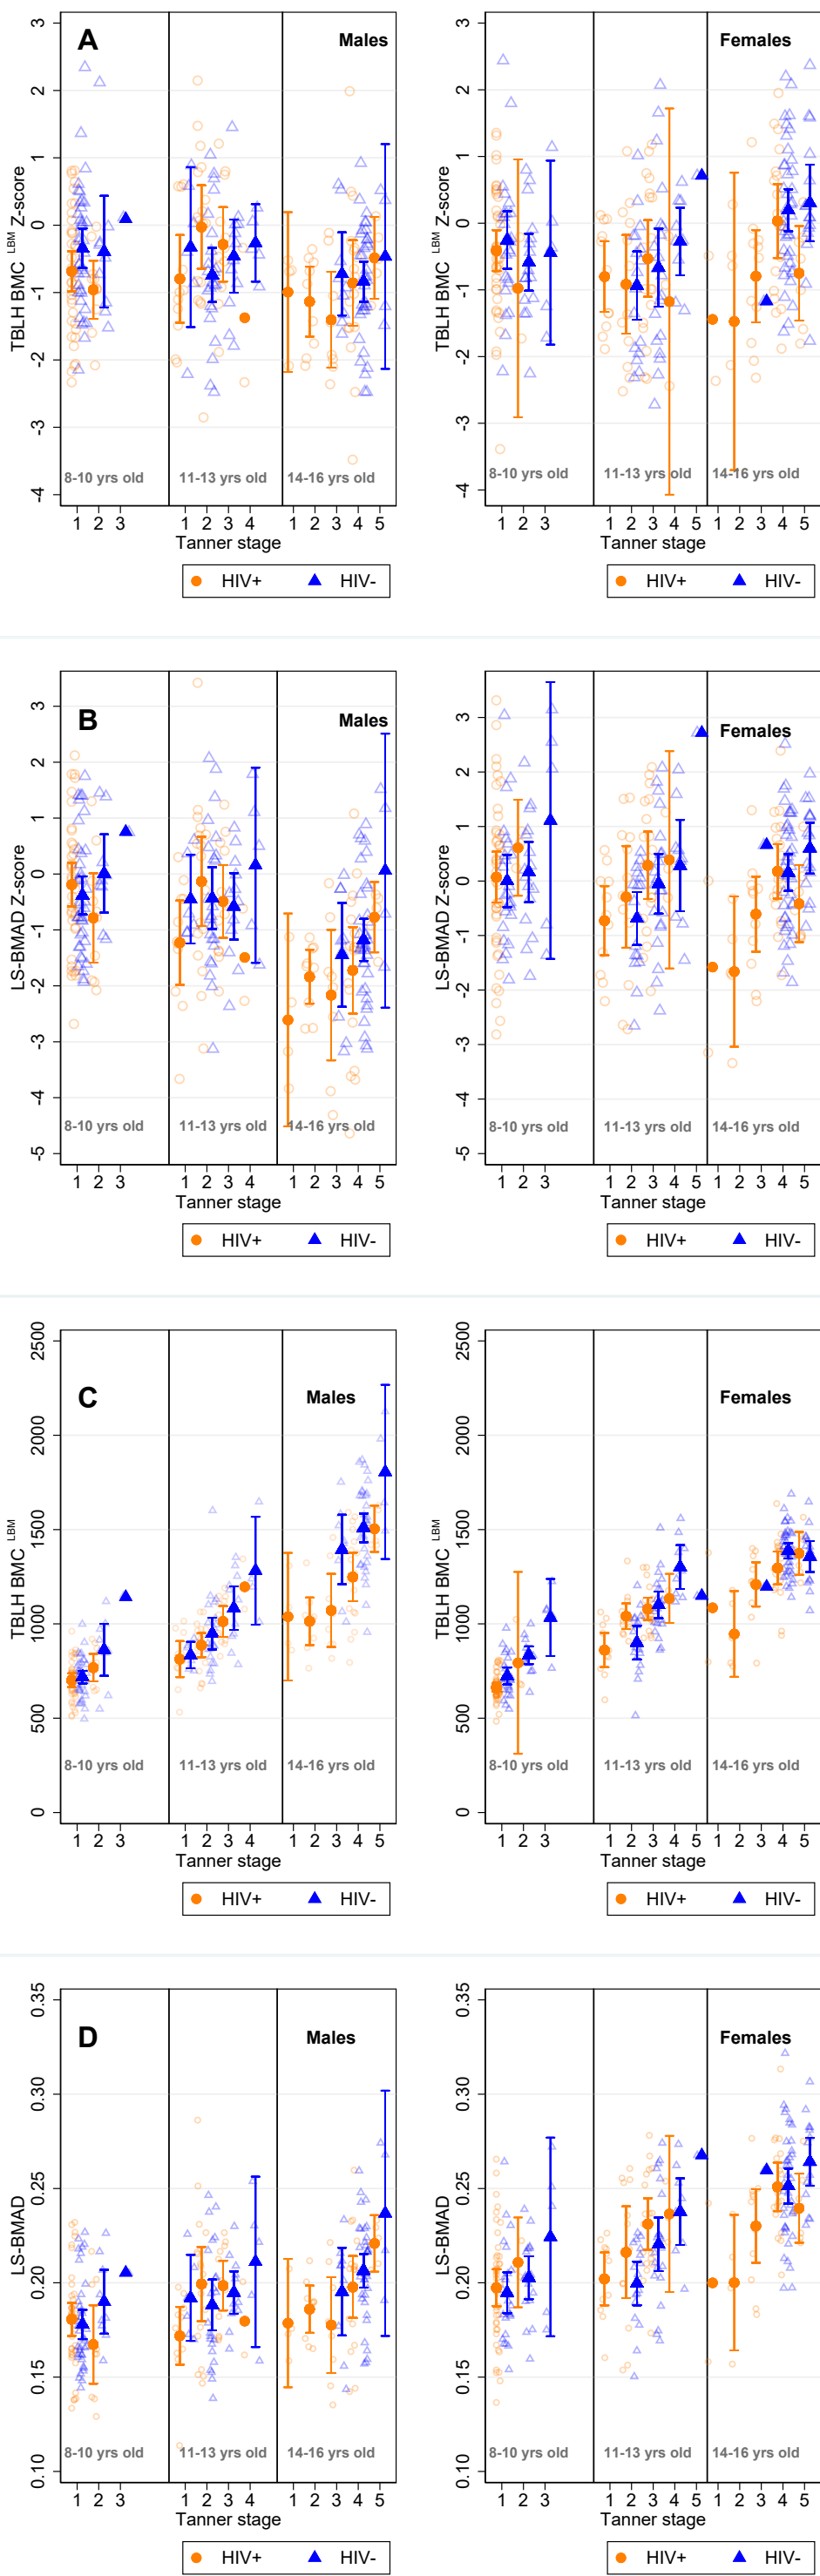 A Males Females
TBLH BMC LBM Z-score TBLH BMC LBM Z-score
3 2 1 0 -1 -2 -3 -4 3 2 1 0 -1 -2 -3 -4
8-10 yrs old 11-13 yrs old 14-16 yrs old 8-10 yrs old 11-13 yrs old 14-16 yrs old
1 2 3 1 2 3 4 1 2 3 4 5 1 2 3 1 2 3 4 5 1 2 3 4 5
Tanner stage Tanner stage
HIV+ HIV- HIV+ HIV-
B Males Females
LS-BMAD Z-score LS-BMAD Z-score
3 2 1 0 -1 -2 -3 -4 -5 3 2 1 0 -1 -2 -3 -4 -5
8-10 yrs old 11-13 yrs old 14-16 yrs old 8-10 yrs old 11-13 yrs old 14-16 yrs old
1 2 3 1 2 3 4 1 2 3 4 5 1 2 3 1 2 3 4 5 1 2 3 4 5
Tanner stage Tanner stage
HIV+ HIV- HIV+ HIV-
C Males Females
TBLH BMC LBM TBLH BMC LBM
2500 2000 1500 1000 500 0 2500 2000 1500 1000 500 0
8-10 yrs old 11-13 yrs old 14-16 yrs old 8-10 yrs old 11-13 yrs old 14-16 yrs old
1 2 3 1 2 3 4 1 2 3 4 5 1 2 3 1 2 3 4 5 1 2 3 4 5
Tanner stage Tanner stage
HIV+ HIV- HIV+ HIV-
D Males Females
LS-BMAD LS-BMAD
0.35 0.30 0.25 0.20 0.15 0.10 0.35 0.30 0.25 0.20 0.15 0.10
8-10 yrs old 11-13 yrs old 14-16 yrs old 8-10 yrs old 11-13 yrs old 14-16 yrs old
1 2 3 1 2 3 4 1 2 3 4 5 1 2 3 1 2 3 4 5 1 2 3 4 5
Tanner stage Tanner stage
HIV+ HIV- HIV+ HIV-